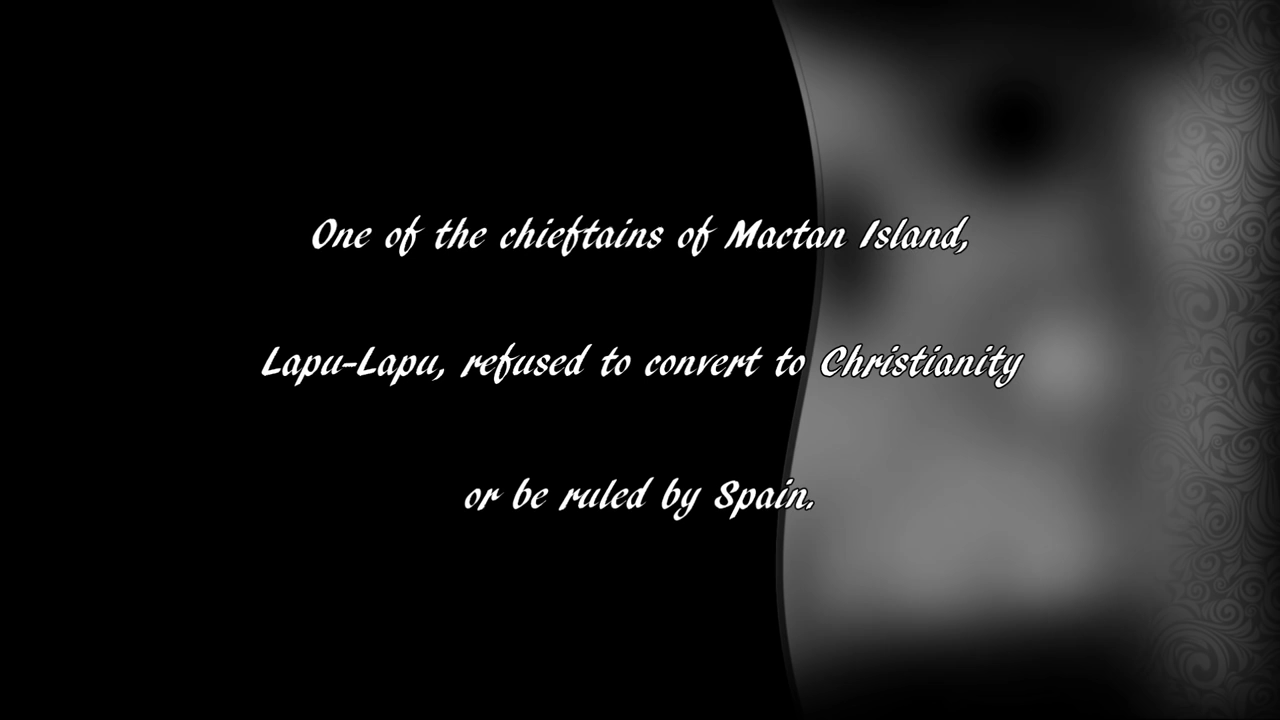 One of the chieftains of Mactan Island,
Lapu-Lapu, refused to convert to Christianity
or be ruled by Spain.